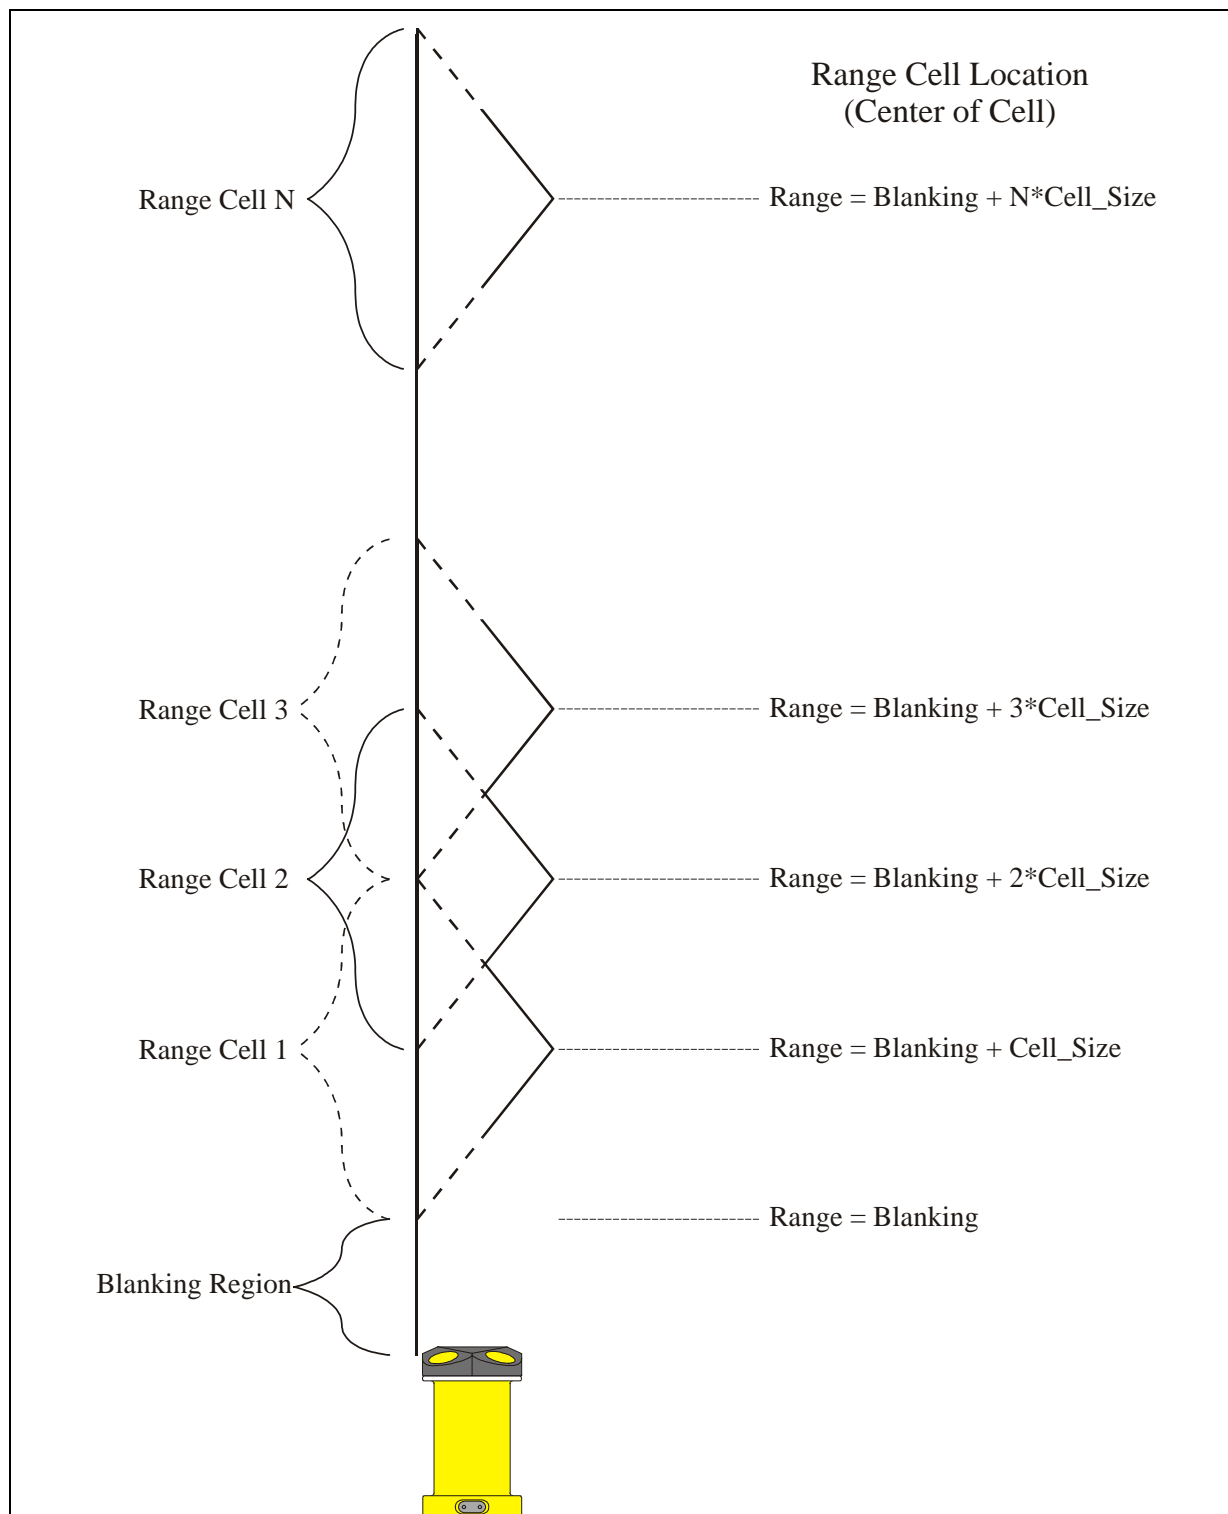 Range Cell Location
(Center of Cell)
Range Cell N
Range = Blanking + N*Cell_Size
Range Cell 3
Range = Blanking + 3*Cell_Size
Range Cell 2
Range = Blanking + 2*Cell_Size
Range Cell 1
Range = Blanking + Cell_Size
Range = Blanking
Blanking Region